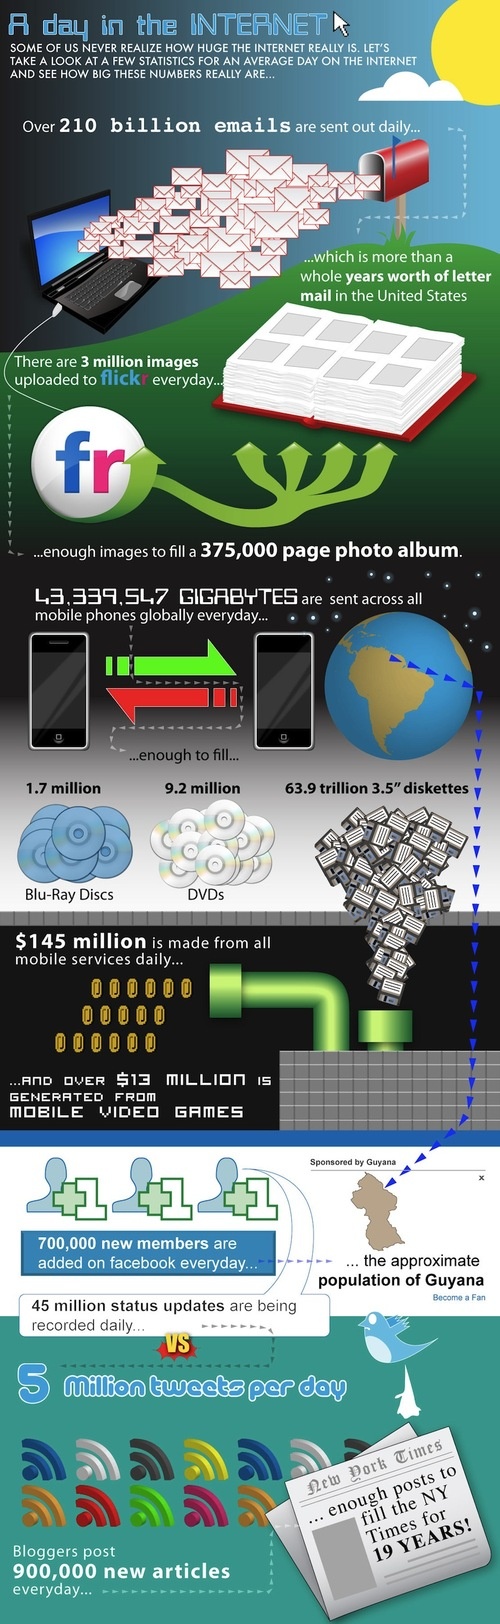 A day in the INTERNET
SOME OF US NEVER REALIZE HOW HUGE THE INTERNET REALLY IS. LET'S
TAKE A LOOK AT A FEW STATISTICS FOR AN AVERAGE DAY ON THE INTERNET
AND SEE HOW BIG THESE NUMBERS REALLY ARE...
Over 210 billion emails are sent out daily...
...which is more than a
whole years worth of letter
mail in the United States
There are 3 million images
uploaded to flickr everyday...
fr
...enough images to fill a 375,000 page photo album.
43,339,547 GIGABYTES are sent across all
mobile phones globally everyday...
...enough to fill...
1.7 million
9.2 million
63.9 trillion 3.5" diskettes
Blu-Ray Discs
DVDs
$145 million is made from all
mobile services daily...
...AND OVER $13 MILLION IS
GENERATED FROM
MOBILE VIDEO GAMES
Sponsored by Guyana
x
+1
+1
+1
700,000 new members are
added on facebook everyday...
... the approximate
population of Guyana
Become a Fan
45 million status updates are being
recorded daily...
VS
5 Million tweets per day
New York Times
... enough posts to
fill the NY
Times for
19 YEARS!
Bloggers post
900,000 new articles
everyday...